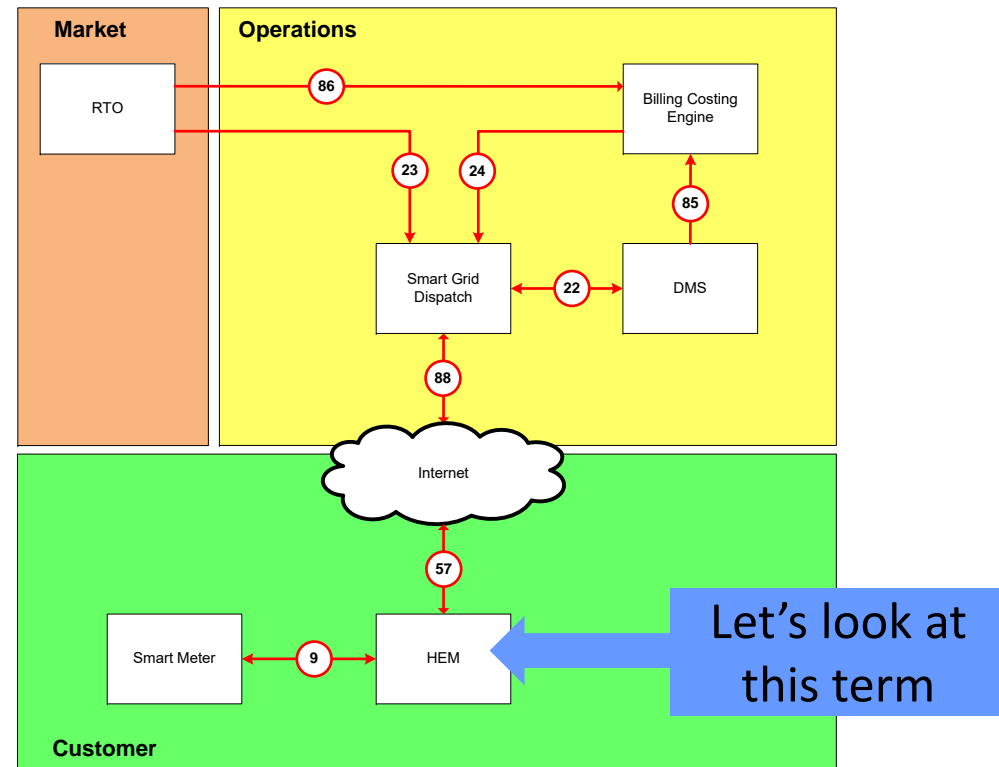 Market
Operations
RTO
86
Billing Costing
Engine
23
24
85
Smart Grid
Dispatch
22
DMS
88
Internet
57
Smart Meter
9
HEM
Let’s look at
this term
Customer